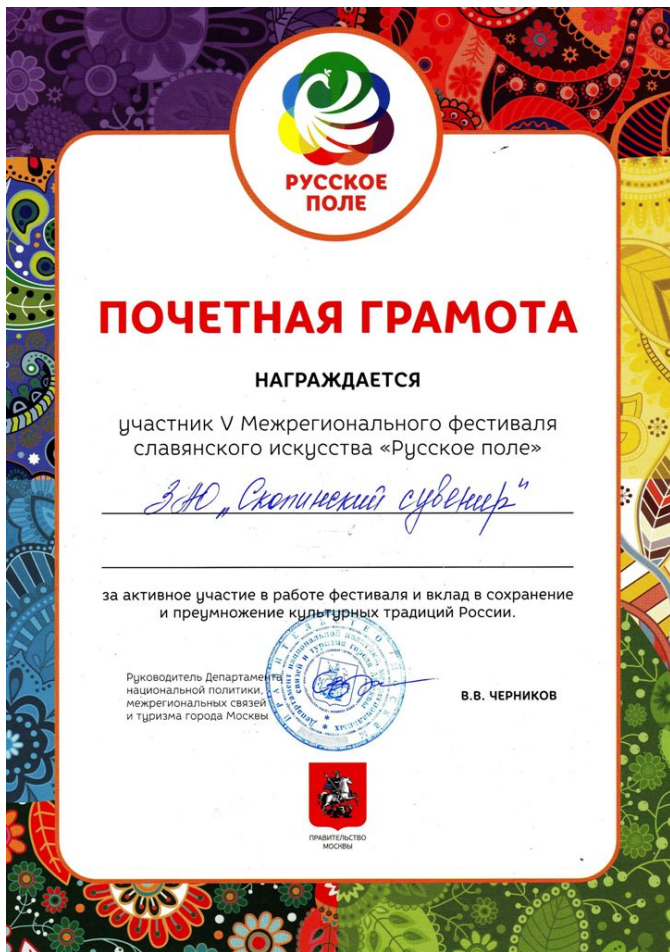 РУССКОЕ
ПОЛЕ
ПОЧЕТНАЯ ГРАМОТА
НАГРАЖДАЕТСЯ
участник V Межрегионального фестиваля
славянского искусства «Русское поле»
ЗАО „Скопинский сувенир"
за активное участие в работе фестиваля и вклад в сохранение
и преумножение культурных традиций России.
Руководитель Департамента
национальной политики,
межрегиональных связей
и туризма города Москвы
В.В. ЧЕРНИКОВ
ПРАВИТЕЛЬСТВО
МОСКВЫ